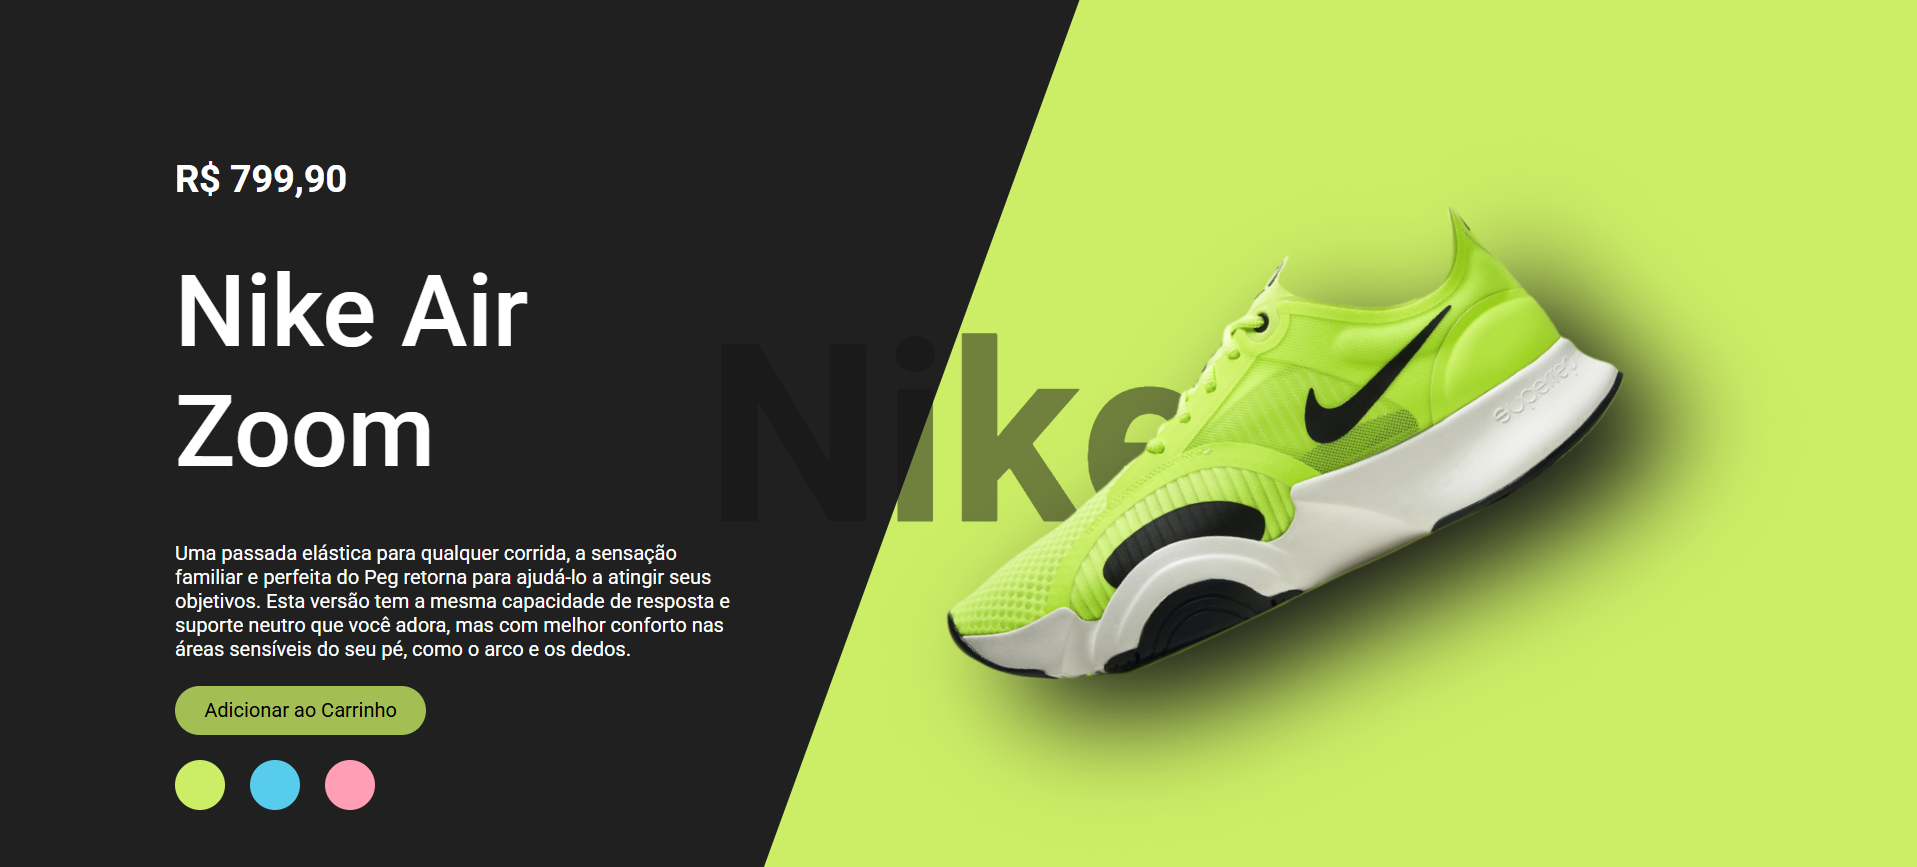 R$ 799,90
Nike Air
Zoom
Nike
Uma passada elástica para qualquer corrida, a sensação
familiar e perfeita do Peg retorna para ajudá-lo a atingir seus
objetivos. Esta versão tem a mesma capacidade de resposta e
suporte neutro que você adora, mas com melhor conforto nas
áreas sensíveis do seu pé, como o arco e os dedos.
Adicionar ao Carrinho
superrep